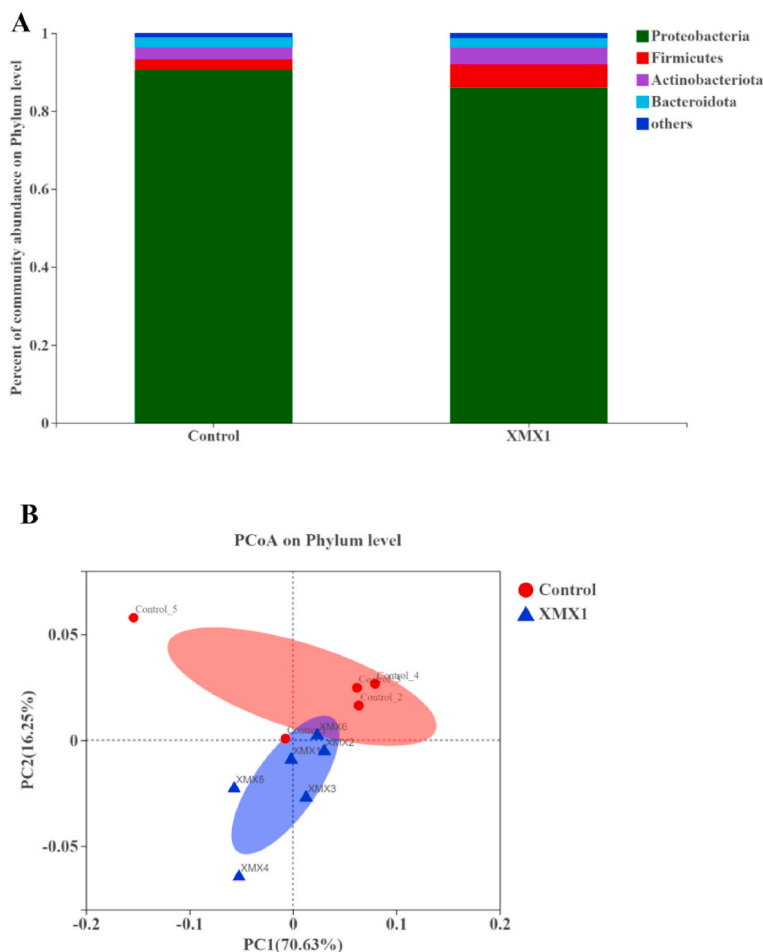 A
Percent of community abundance on Phylum level
1
0.8
0.6
0.4
0.2
0
Control
XMX1
Proteobacteria
Firmicutes
Actinobacteriota
Bacteroidota
others
B
PCoA on Phylum level
PC2(16.25%)
0.05
0
-0.05
Control_5
Control_4
Control_2
XMX6
XMX2
XMX1
XMX5
XMX3
XMX4
-0.2
-0.1
0
0.1
0.2
PC1(70.63%)
Control
XMX1